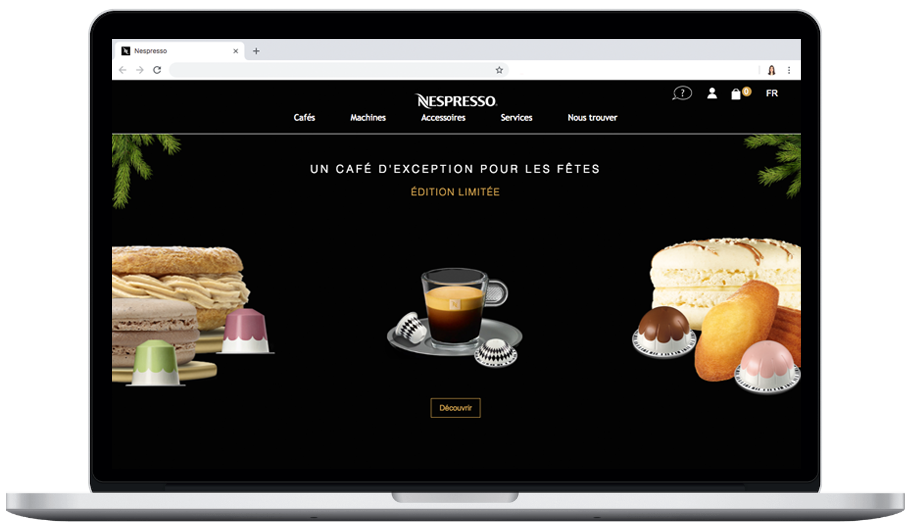 Nespresso
NESPRESSO
? 0 FR
Cafés Machines Accessoires Services Nous trouver
UN CAFÉ D'EXCEPTION POUR LES FÊTES
ÉDITION LIMITÉE
Découvrir